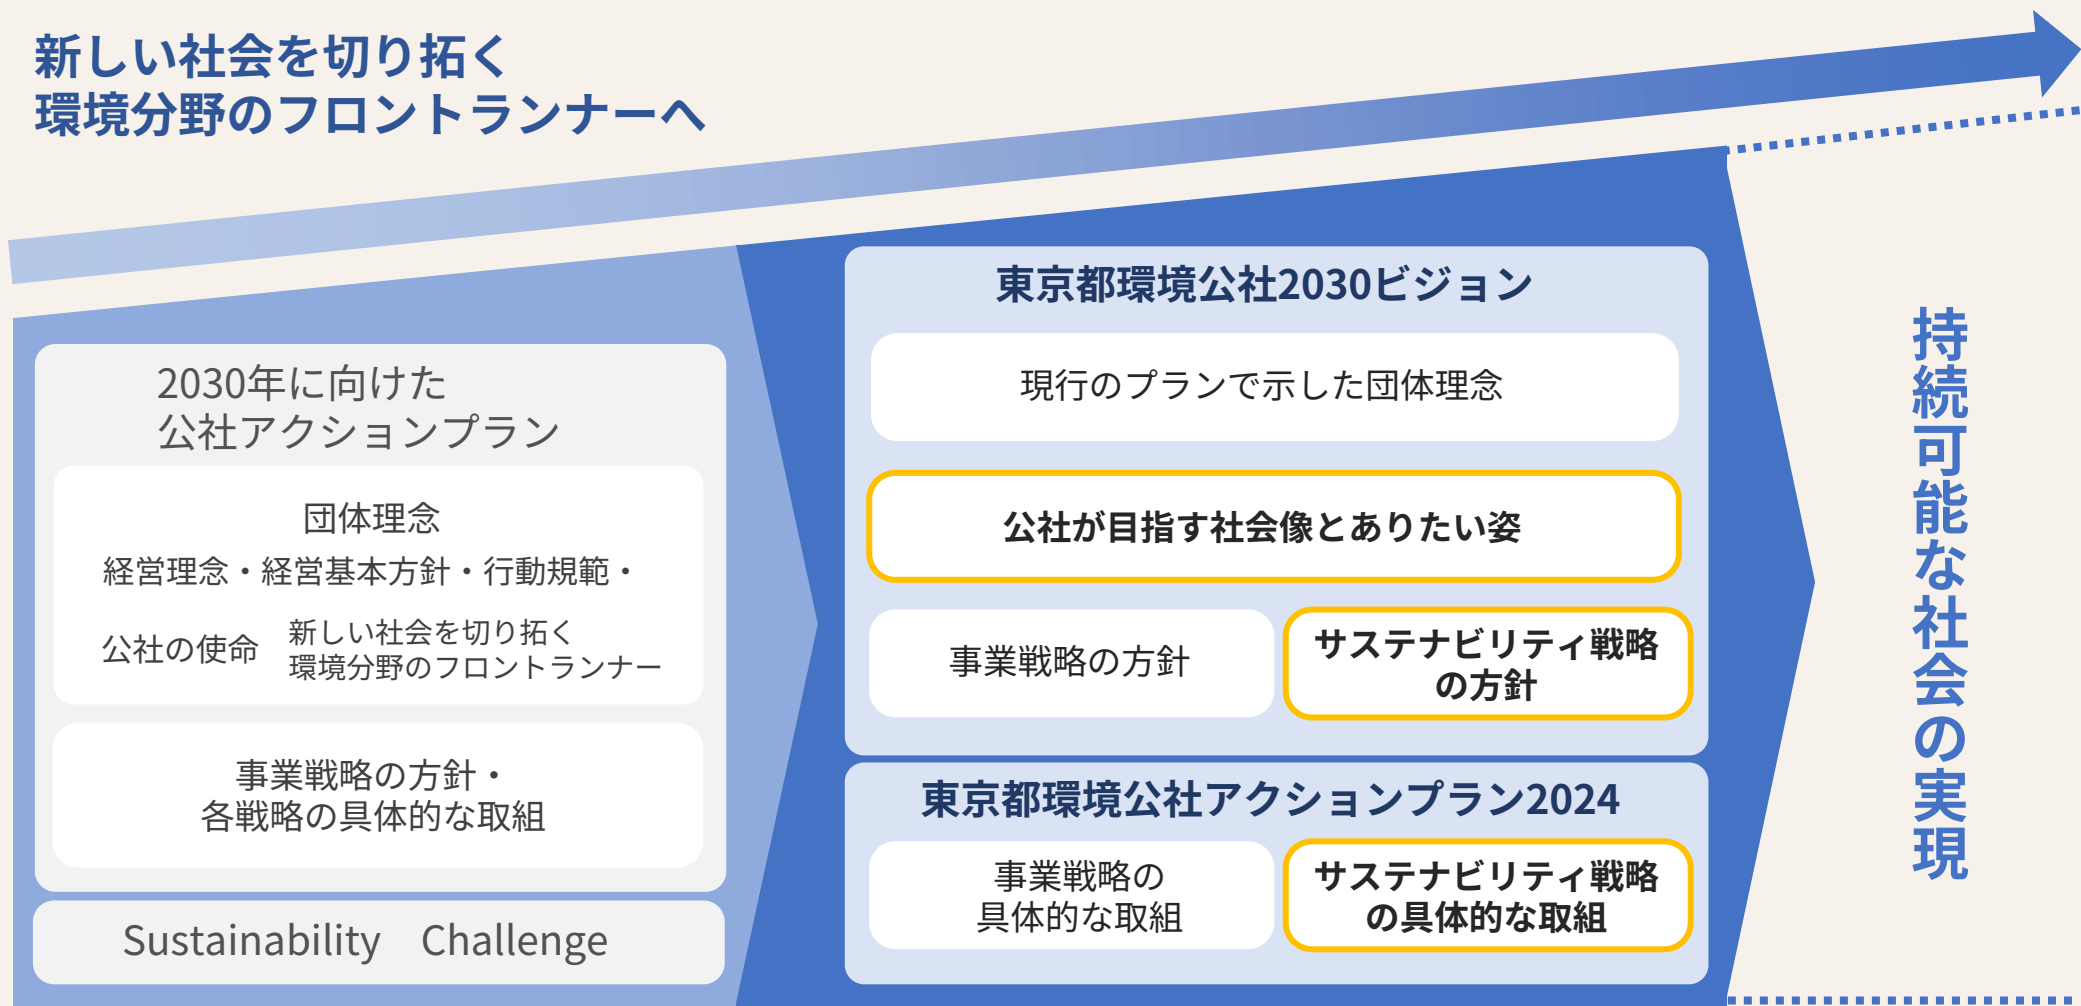 新しい社会を切り拓く
環境分野のフロントランナーへ
2030年に向けた
公社アクションプラン
団体理念
経営理念・経営基本方針・行動規範・
公社の使命
新しい社会を切り拓く
環境分野のフロントランナー
事業戦略の方針・
各戦略の具体的な取組
Sustainability　Challenge
東京都環境公社2030ビジョン
現行のプランで示した団体理念
公社が目指す社会像とありたい姿
事業戦略の方針
サステナビリティ戦略
の方針
東京都環境公社アクションプラン2024
事業戦略の
具体的な取組
サステナビリティ戦略
の具体的な取組
持続可能な社会の実現